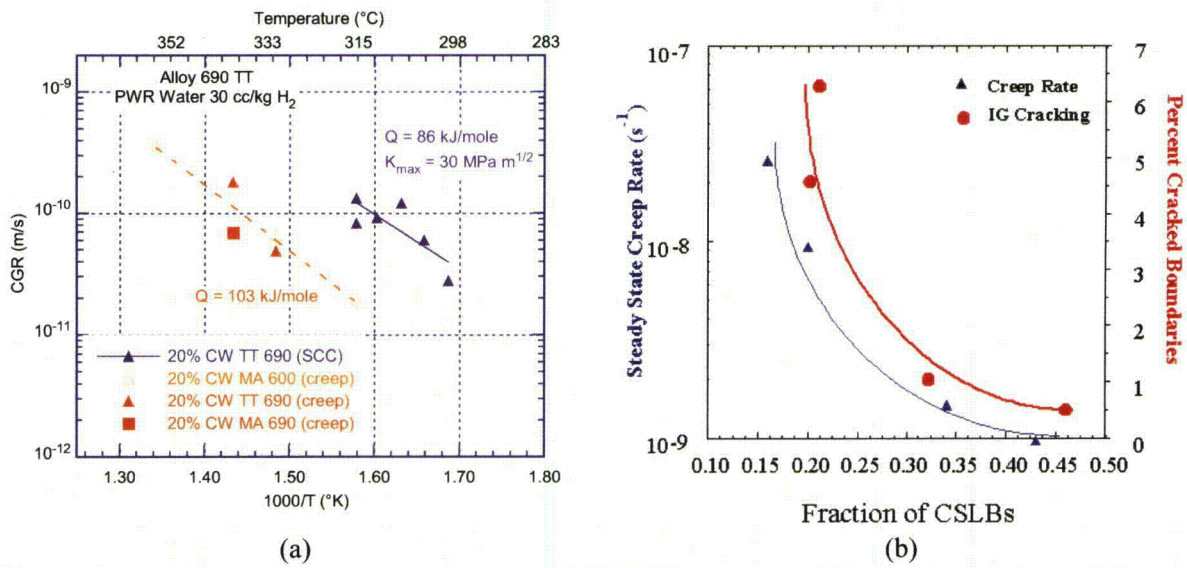 Temperature (°C)
352 333 315 298 283
10-9
10-10
10-11
10-12
CGR (m/s)
Alloy 690 TT
PWR Water 30 cc/kg H2
Q = 86 kJ/mole
Kmax = 30 MPa m1/2
Q = 103 kJ/mole
20% CW TT 690 (SCC)
20% CW MA 600 (creep)
20% CW TT 690 (creep)
20% CW MA 690 (creep)
1.30 1.40 1.50 1.60 1.70 1.80
1000/T (°K)
(a)
10-7
10-8
10-9
Steady State Creep Rate (s-1)
Creep Rate
IG Cracking
7
6
5
4
3
2
1
0
Percent Cracked Boundaries
0.10 0.15 0.20 0.25 0.30 0.35 0.40 0.45 0.50
Fraction of CSLBs
(b)